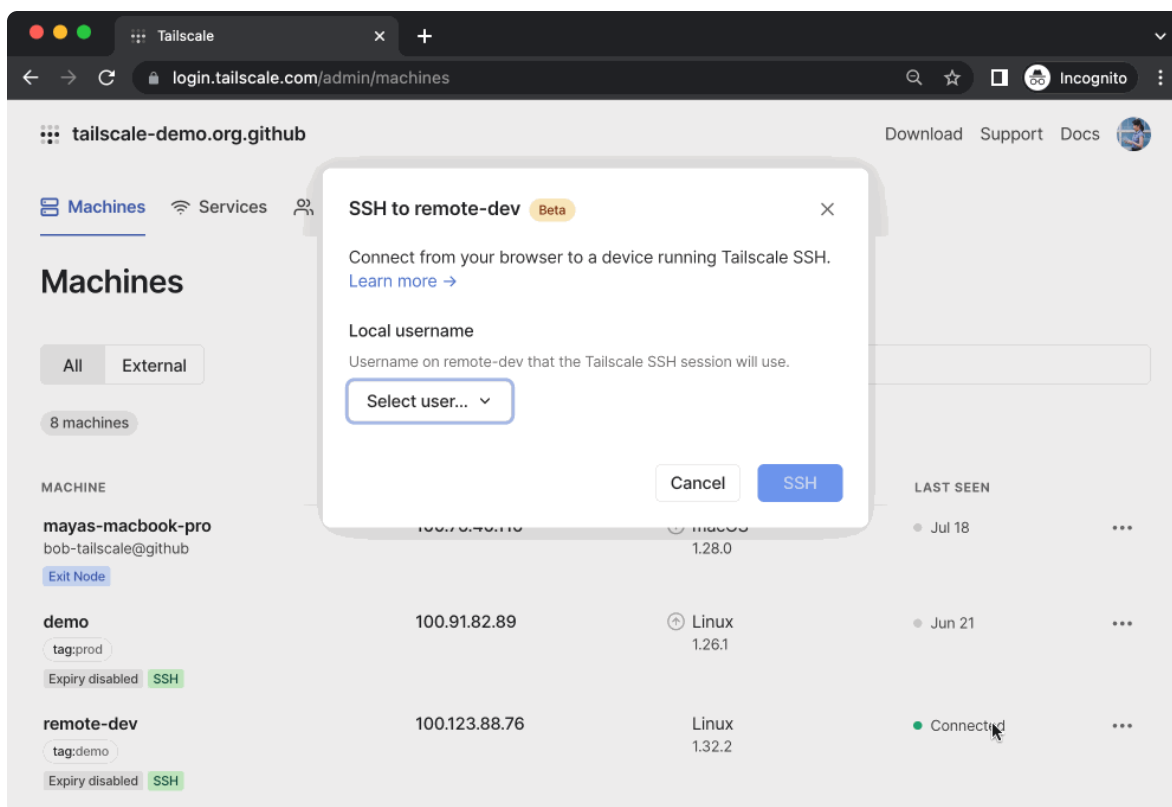 Tailscale
login.tailscale.com/admin/machines
Incognito
tailscale-demo.org.github
Download Support Docs
Machines Services
SSH to remote-dev Beta
Connect from your browser to a device running Tailscale SSH.
Learn more →
Machines
Local username
Username on remote-dev that the Tailscale SSH session will use.
All External
Select user...
8 machines
Cancel SSH
MACHINE LAST SEEN
mayas-macbook-pro macOS Jul 18
bob-tailscale@github 1.28.0
Exit Node
demo 100.91.82.89 Linux Jun 21
tag:prod 1.26.1
Expiry disabled SSH
remote-dev 100.123.88.76 Linux Connected
tag:demo 1.32.2
Expiry disabled SSH